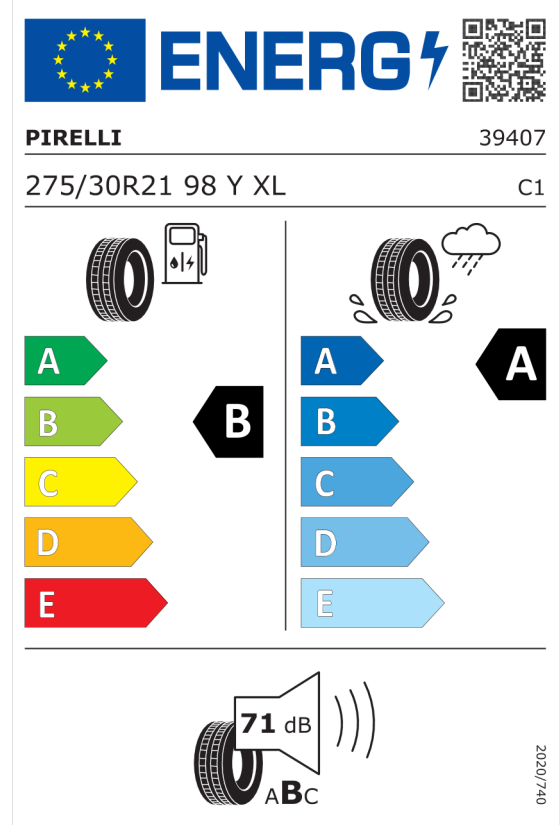 ENERG
PIRELLI 39407
275/30R21 98 Y XL C1
A A A
B B B
C C
D D
E E
71 dB
ABC
2020/740